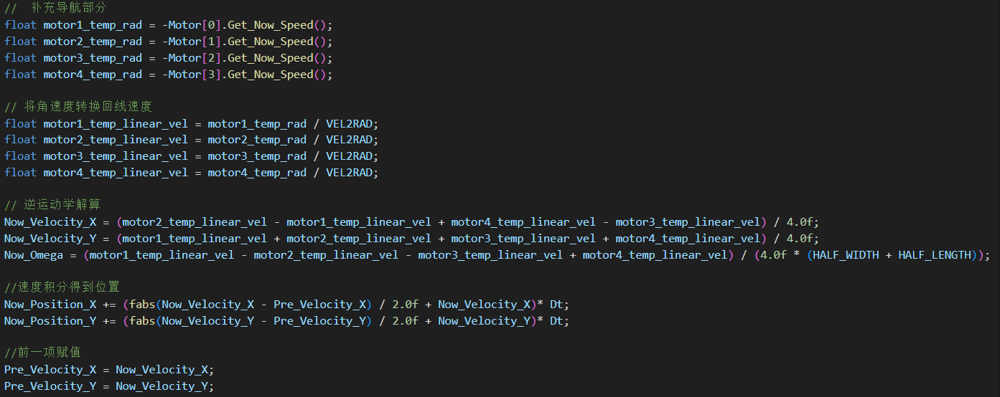 //  补充导航部分
float motor1_temp_rad = -Motor[0].Get_Now_Speed();
float motor2_temp_rad = -Motor[1].Get_Now_Speed();
float motor3_temp_rad = -Motor[2].Get_Now_Speed();
float motor4_temp_rad = -Motor[3].Get_Now_Speed();
// 将角速度转换回线速度
float motor1_temp_linear_vel = motor1_temp_rad / VEL2RAD;
float motor2_temp_linear_vel = motor2_temp_rad / VEL2RAD;
float motor3_temp_linear_vel = motor3_temp_rad / VEL2RAD;
float motor4_temp_linear_vel = motor4_temp_rad / VEL2RAD;
// 逆运动学解算
Now_Velocity_X = (motor2_temp_linear_vel - motor1_temp_linear_vel + motor4_temp_linear_vel - motor3_temp_linear_vel) / 4.0f;
Now_Velocity_Y = (motor1_temp_linear_vel + motor2_temp_linear_vel + motor3_temp_linear_vel + motor4_temp_linear_vel) / 4.0f;
Now_Omega = (motor1_temp_linear_vel - motor2_temp_linear_vel - motor3_temp_linear_vel + motor4_temp_linear_vel) / (4.0f * (HALF_WIDTH + HALF_LENGTH));
//速度积分得到位置
Now_Position_X += (fabs(Now_Velocity_X - Pre_Velocity_X) / 2.0f + Now_Velocity_X)* Dt;
Now_Position_Y += (fabs(Now_Velocity_Y - Pre_Velocity_Y) / 2.0f + Now_Velocity_Y)* Dt;
//前一项赋值
Pre_Velocity_X = Now_Velocity_X;
Pre_Velocity_Y = Now_Velocity_Y;